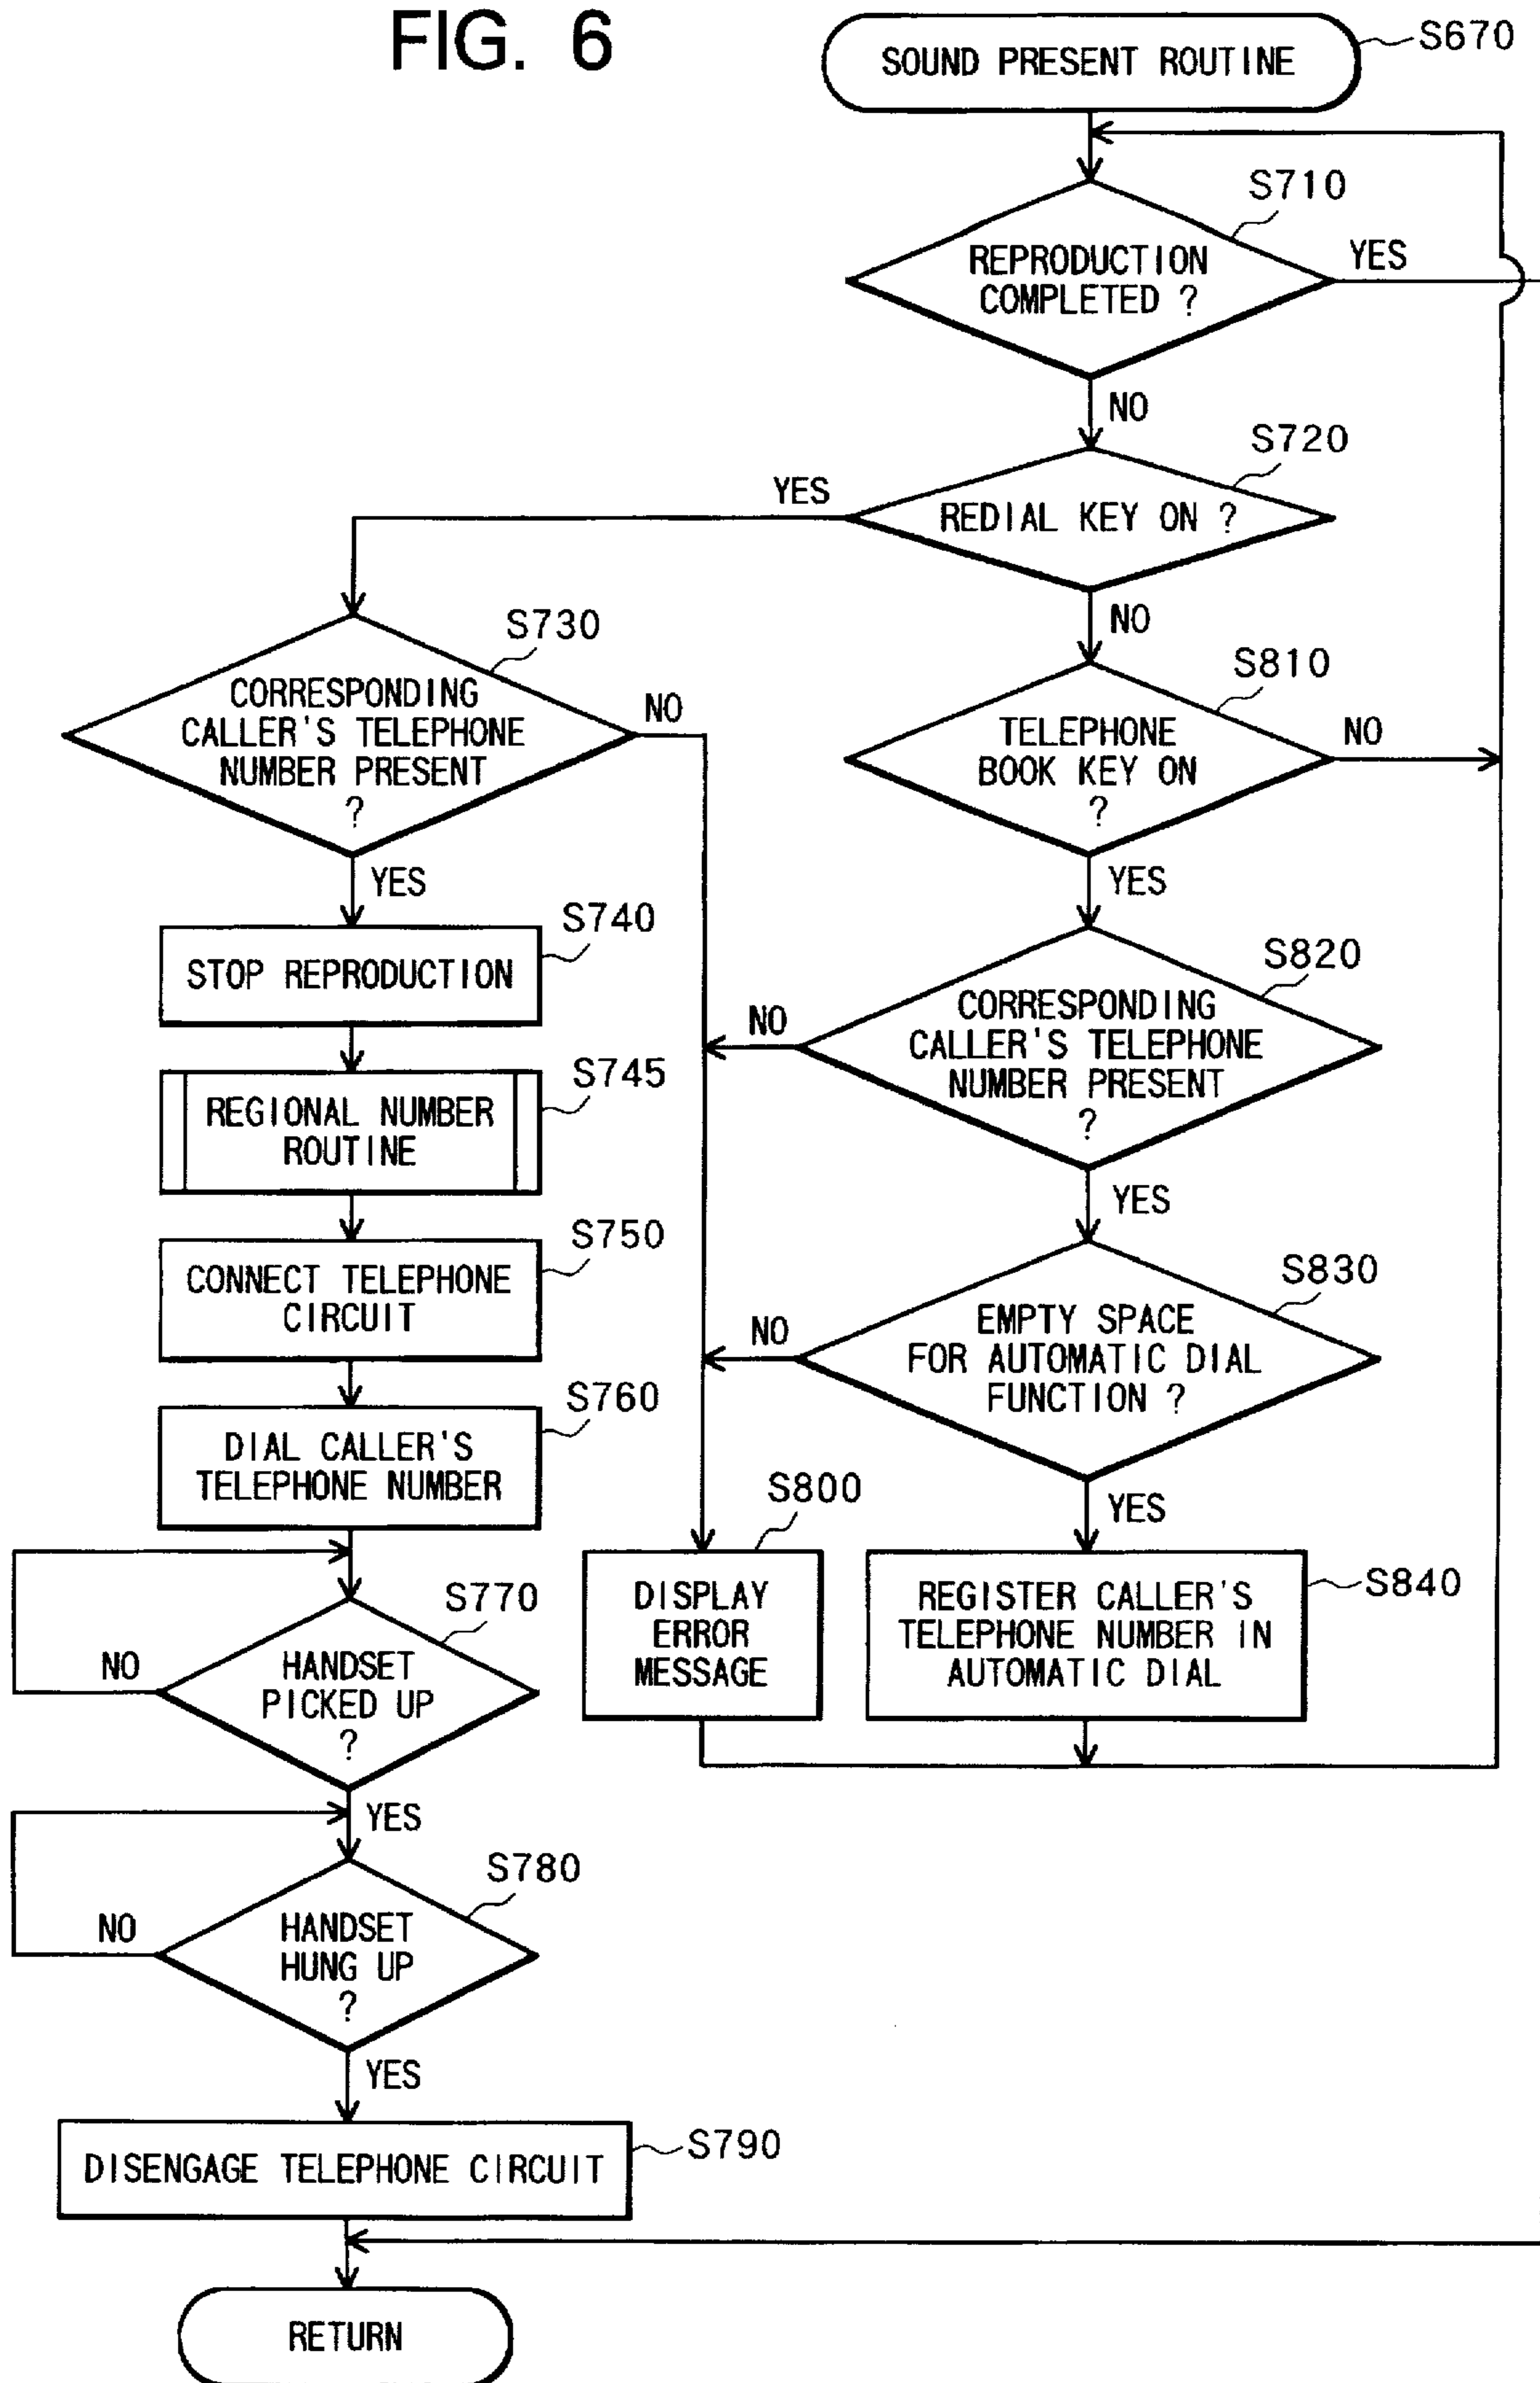 FIG. 6
SOUND PRESENT ROUTINE
S670
S710
REPRODUCTION
COMPLETED ?
YES
NO
S720
REDIAL KEY ON ?
YES
NO
S730
CORRESPONDING
CALLER'S TELEPHONE
NUMBER PRESENT
?
NO
YES
S810
TELEPHONE
BOOK KEY ON
?
NO
YES
S740
STOP REPRODUCTION
S820
CORRESPONDING
CALLER'S TELEPHONE
NUMBER PRESENT
?
NO
YES
S745
REGIONAL NUMBER
ROUTINE
S750
CONNECT TELEPHONE
CIRCUIT
S830
EMPTY SPACE
FOR AUTOMATIC DIAL
FUNCTION ?
NO
YES
S760
DIAL CALLER'S
TELEPHONE NUMBER
S800
DISPLAY
ERROR
MESSAGE
S840
REGISTER CALLER'S
TELEPHONE NUMBER IN
AUTOMATIC DIAL
S770
HANDSET
PICKED UP
?
NO
YES
S780
HANDSET
HUNG UP
?
NO
YES
S790
DISENGAGE TELEPHONE CIRCUIT
RETURN